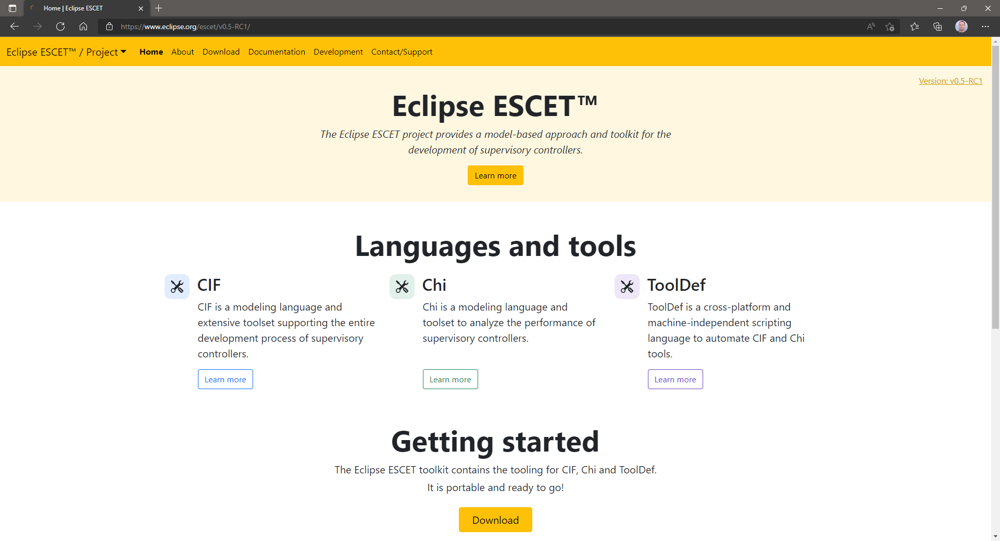 Home | Eclipse ESCET
https://www.eclipse.org/escet/v0.5-RC1/
Eclipse ESCET™ / Project Home About Download Documentation Development Contact/Support
Version: v0.5-RC1
Eclipse ESCET™
The Eclipse ESCET project provides a model-based approach and toolkit for the
development of supervisory controllers.
Learn more
Languages and tools
CIF
CIF is a modeling language and
extensive toolset supporting the entire
development process of supervisory
controllers.
Learn more
Chi
Chi is a modeling language and
toolset to analyze the performance of
supervisory controllers.
Learn more
ToolDef
ToolDef is a cross-platform and
machine-independent scripting
language to automate CIF and Chi
tools.
Learn more
Getting started
The Eclipse ESCET toolkit contains the tooling for CIF, Chi and ToolDef.
It is portable and ready to go!
Download